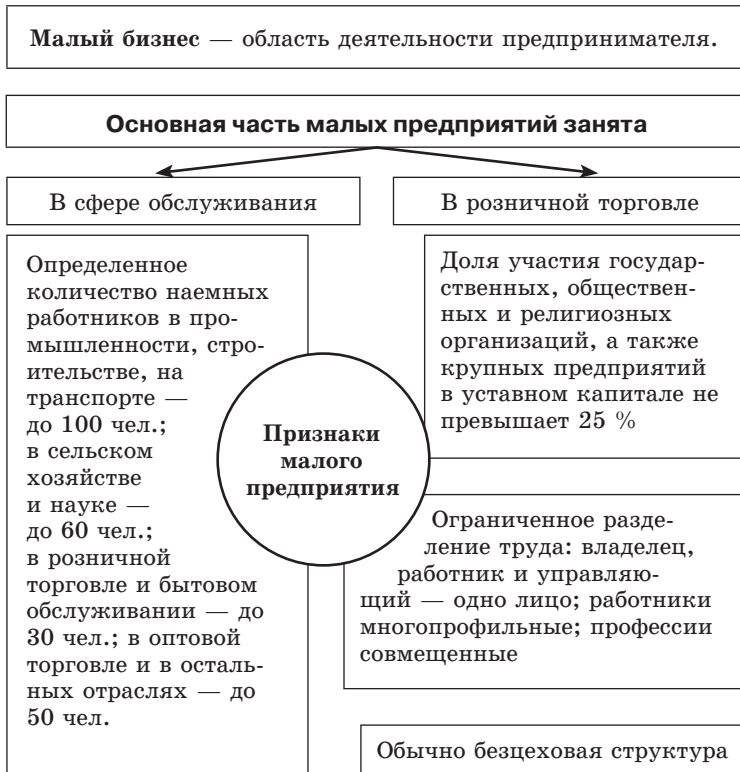 Малый бизнес — область деятельности предпринимателя.
Основная часть малых предприятий занята
В сфере обслуживания
В розничной торговле
Определенное
количество наемных
работников в про-
мышленности, стро-
ительстве, на
транспорте —
до 100 чел.;
в сельском
хозяйстве
и науке —
до 60 чел.;
в розничной
торговле и бытовом
обслуживании — до
30 чел.; в оптовой
торговле и в осталь-
ных отраслях — до
50 чел.
Признаки
малого
предприятия
Доля участия государ-
ственных, обществен-
ных и религиозных
организаций, а также
крупных предприятий
в уставном капитале не
превышает 25 %
Ограниченное разде-
ление труда: владелец,
работник и управляю-
щий — одно лицо; работники
многопрофильные; профессии
совмещенные
Обычно безцеховая структура